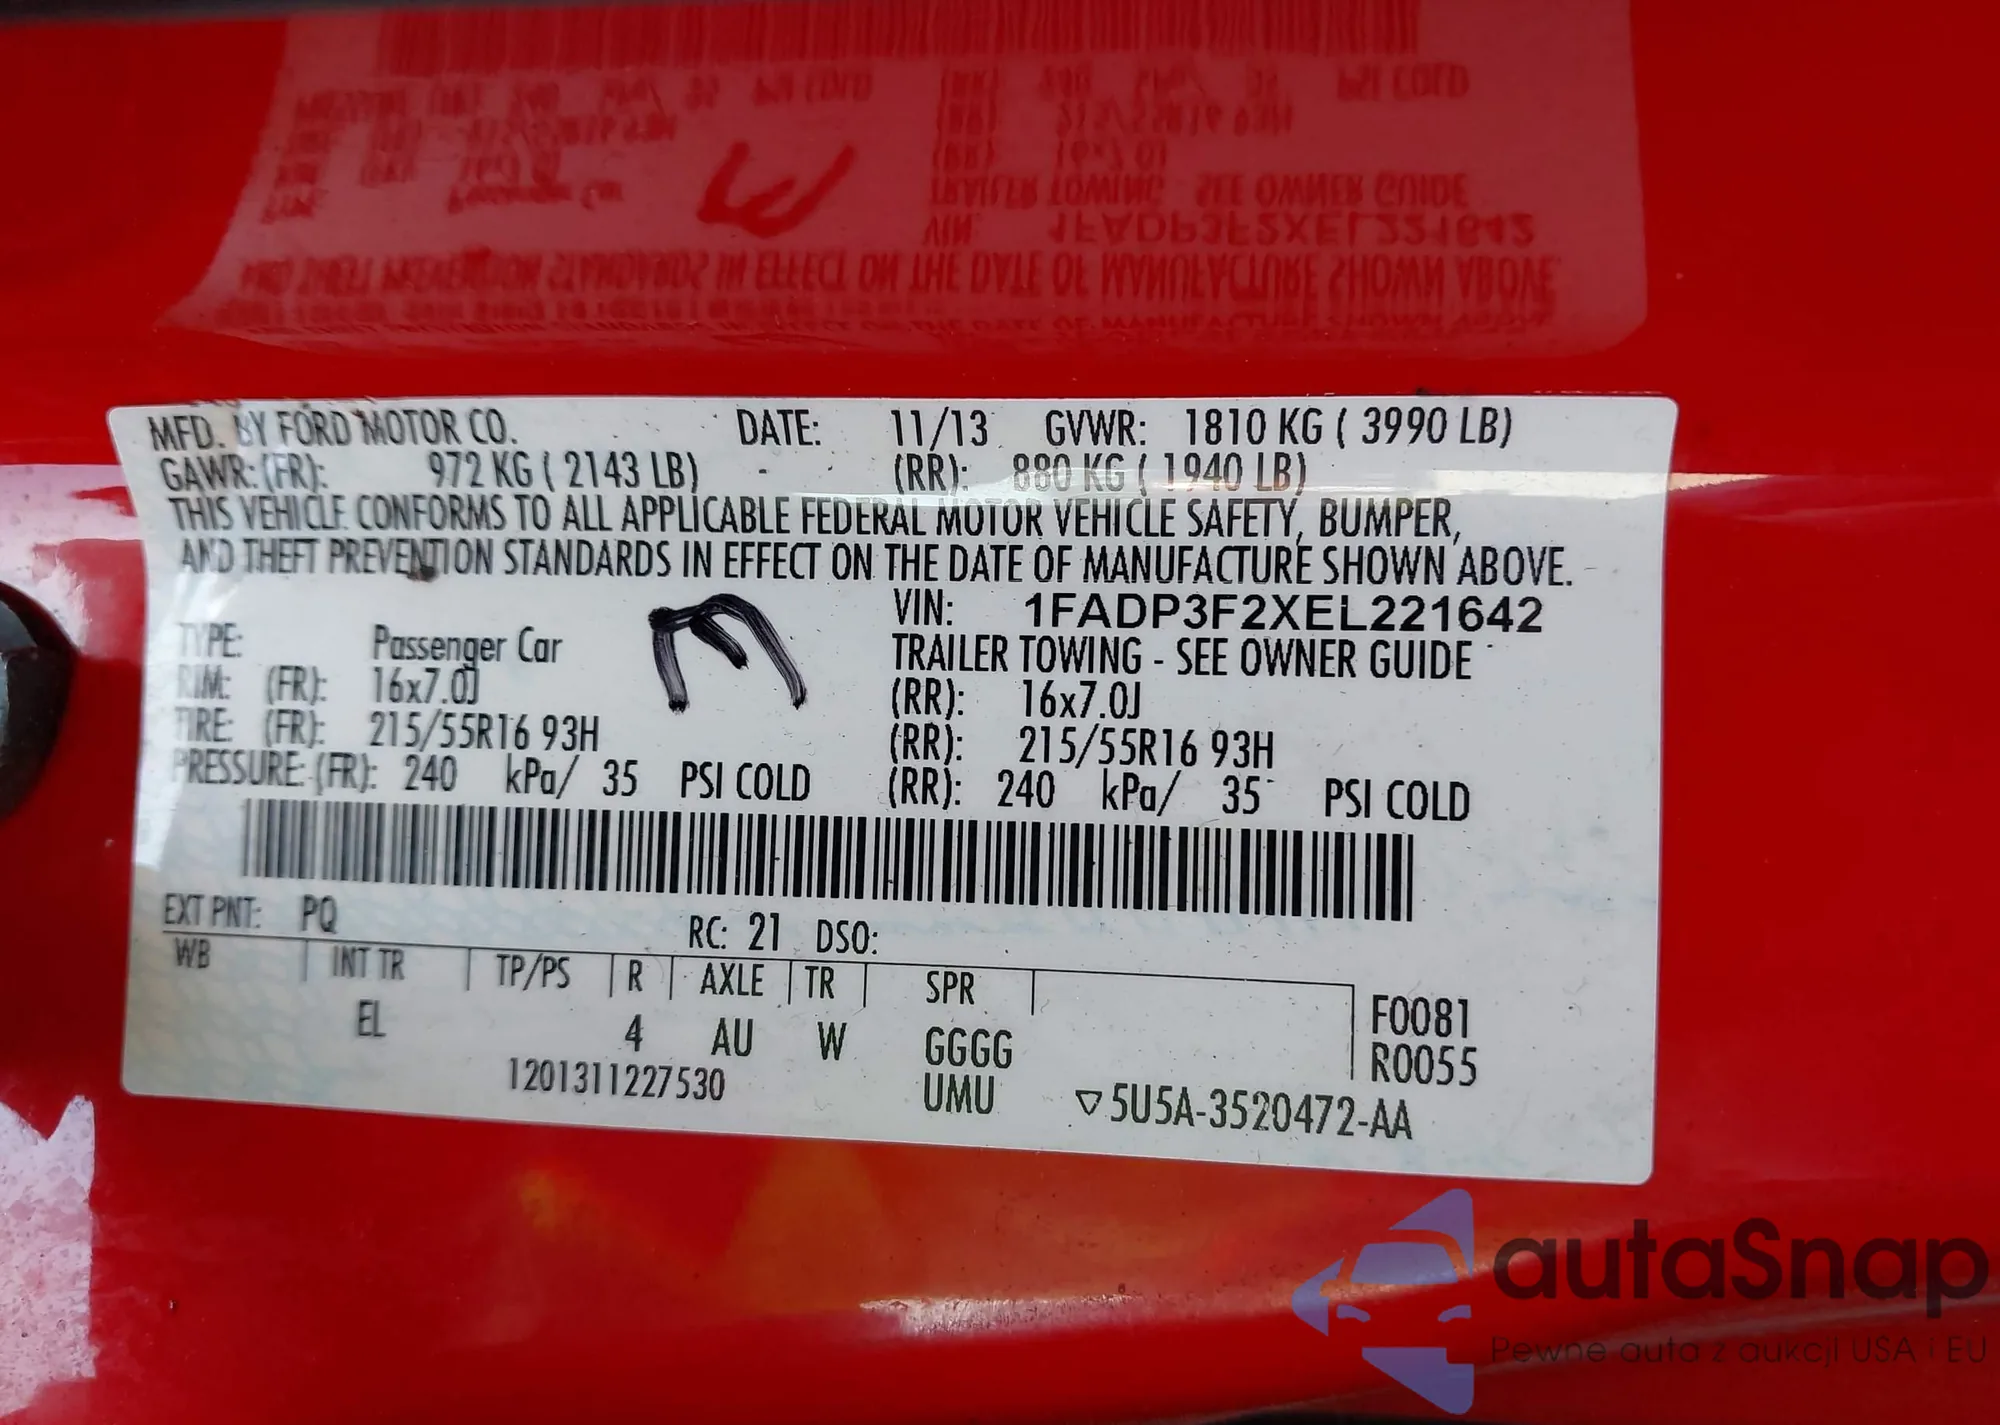 MFD. BY FORD MOTOR CO. DATE: 11/13 GVWR: 1810 KG ( 3990 LB)
GAWR: (FR): 972 KG ( 2143 LB) (RR): 880 KG ( 1940 LB)
THIS VEHICLE CONFORMS TO ALL APPLICABLE FEDERAL MOTOR VEHICLE SAFETY, BUMPER,
AND THEFT PREVENTION STANDARDS IN EFFECT ON THE DATE OF MANUFACTURE SHOWN ABOVE.
VIN: 1FADP3F2XEL221642
TYPE: Passenger Car TRAILER TOWING - SEE OWNER GUIDE
RIM: (FR): 16x7.0J (RR): 16x7.0J
TIRE: (FR): 215/55R16 93H (RR): 215/55R16 93H
PRESSURE: (FR): 240 kPa/ 35 PSI COLD (RR): 240 kPa/ 35 PSI COLD
EXT PNT: PQ RC: 21 DSO:
WB INT TR TP/PS R AXLE TR SPR
F0081
EL 4 AU W GGGG R0055
1201311227530 UMU ▽5U5A-3520472-AA
autaSnap
Pewne auta z aukcji USA i EU